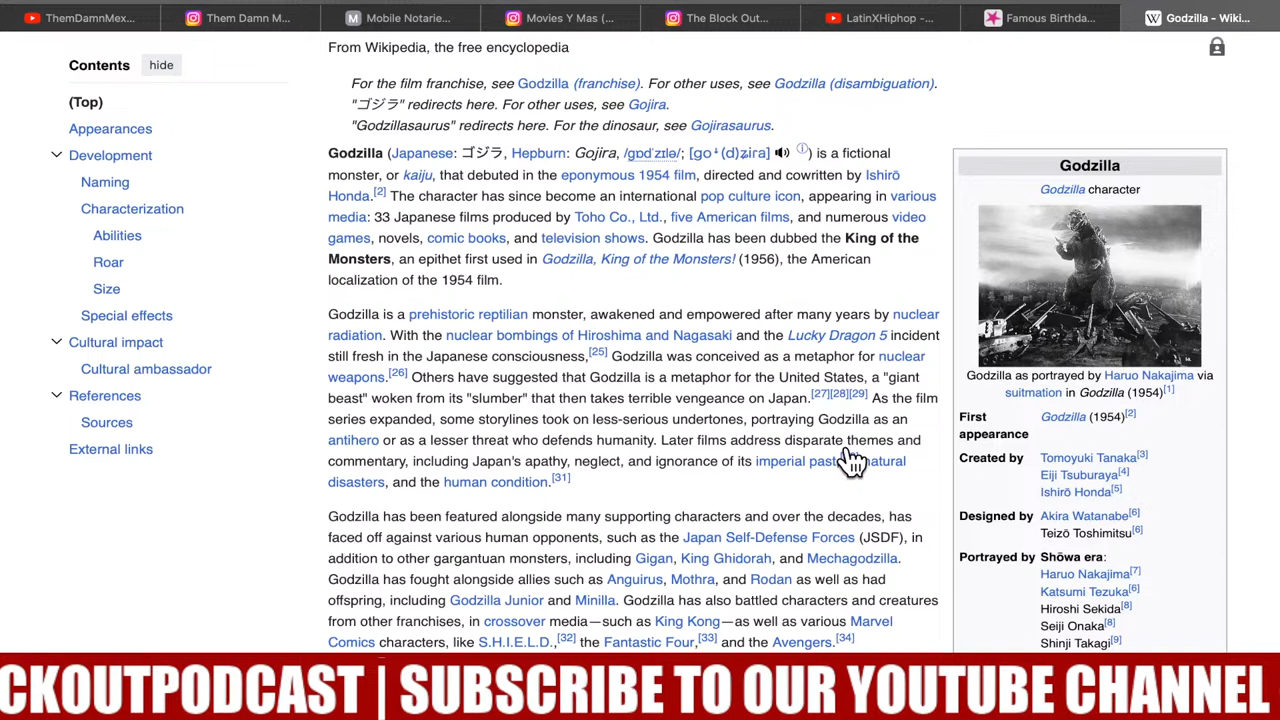 ThemDamnMex...
Them Damn M...
Mobile Notarie...
Movies Y Mas (...
The Block Out...
LatinXHiphop -...
Famous Birthda...
Godzilla - Wiki...
Contents hide
(Top)
Appearances
Development
Naming
Characterization
Abilities
Roar
Size
Special effects
Cultural impact
Cultural ambassador
References
Sources
External links
From Wikipedia, the free encyclopedia
For the film franchise, see Godzilla (franchise). For other uses, see Godzilla (disambiguation).
"ゴジラ" redirects here. For other uses, see Gojira.
"Godzillasaurus" redirects here. For the dinosaur, see Gojirasaurus.
Godzilla (Japanese: ゴジラ, Hepburn: Gojira, /ɡɒdˈzɪlə/; [ɡoꜜ(d)ʑiɾa] ⓘ) is a fictional
monster, or kaiju, that debuted in the eponymous 1954 film, directed and cowritten by Ishirō
Honda.[2] The character has since become an international pop culture icon, appearing in various
media: 33 Japanese films produced by Toho Co., Ltd., five American films, and numerous video
games, novels, comic books, and television shows. Godzilla has been dubbed the King of the
Monsters, an epithet first used in Godzilla, King of the Monsters! (1956), the American
localization of the 1954 film.
Godzilla is a prehistoric reptilian monster, awakened and empowered after many years by nuclear
radiation. With the nuclear bombings of Hiroshima and Nagasaki and the Lucky Dragon 5 incident
still fresh in the Japanese consciousness,[25] Godzilla was conceived as a metaphor for nuclear
weapons.[26] Others have suggested that Godzilla is a metaphor for the United States, a "giant
beast" woken from its "slumber" that then takes terrible vengeance on Japan.[27][28][29] As the film
series expanded, some storylines took on less-serious undertones, portraying Godzilla as an
antihero or as a lesser threat who defends humanity. Later films address disparate themes and
commentary, including Japan's apathy, neglect, and ignorance of its imperial past, natural
disasters, and the human condition.[31]
Godzilla has been featured alongside many supporting characters and over the decades, has
faced off against various human opponents, such as the Japan Self-Defense Forces (JSDF), in
addition to other gargantuan monsters, including Gigan, King Ghidorah, and Mechagodzilla.
Godzilla has fought alongside allies such as Anguirus, Mothra, and Rodan as well as had
offspring, including Godzilla Junior and Minilla. Godzilla has also battled characters and creatures
from other franchises, in crossover media—such as King Kong—as well as various Marvel
Comics characters, like S.H.I.E.L.D.,[32] the Fantastic Four,[33] and the Avengers.[34]
Godzilla
Godzilla character
Godzilla as portrayed by Haruo Nakajima via
suitmation in Godzilla (1954)[1]
First appearance Godzilla (1954)[2]
Created by Tomoyuki Tanaka[3]
Eiji Tsuburaya[4]
Ishirō Honda[5]
Designed by Akira Watanabe[6]
Teizō Toshimitsu[6]
Portrayed by Shōwa era:
Haruo Nakajima[7]
Katsumi Tezuka[6]
Hiroshi Sekida[8]
Seiji Onaka[8]
Shinji Takagi[9]
CKOUTPODCAST | SUBSCRIBE TO OUR YOUTUBE CHANNEL